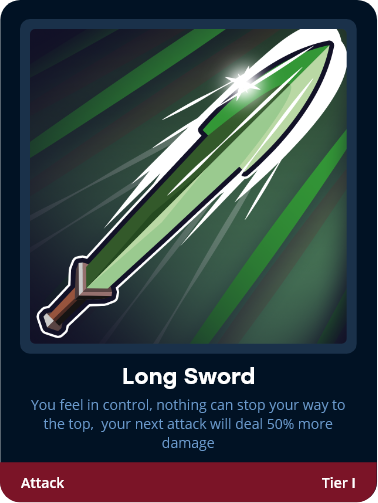 Long Sword
You feel in control, nothing can stop your way to
the top,  your next attack will deal 50% more
damage
Attack
Tier I